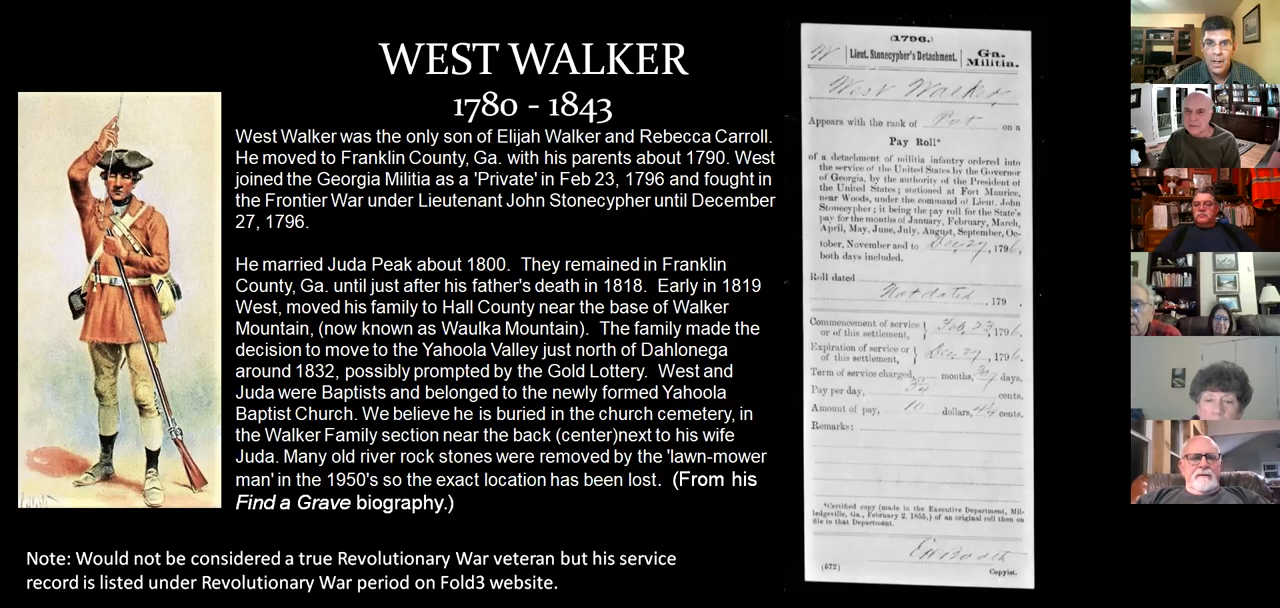 WEST WALKER
1780 - 1843
West Walker was the only son of Elijah Walker and Rebecca Carroll.
He moved to Franklin County, Ga. with his parents about 1790. West
joined the Georgia Militia as a 'Private' in Feb 23, 1796 and fought in
the Frontier War under Lieutenant John Stonecypher until December
27, 1796.
He married Juda Peak about 1800. They remained in Franklin
County, Ga. until just after his father's death in 1818. Early in 1819
West, moved his family to Hall County near the base of Walker
Mountain, (now known as Waulka Mountain). The family made the
decision to move to the Yahoola Valley just north of Dahlonega
around 1832, possibly prompted by the Gold Lottery. West and
Juda were Baptists and belonged to the newly formed Yahoola
Baptist Church. We believe he is buried in the church cemetery, in
the Walker Family section near the back (center)next to his wife
Juda. Many old river rock stones were removed by the 'lawn-mower
man' in the 1950's so the exact location has been lost. (From his
Find a Grave biography.)
Note: Would not be considered a true Revolutionary War veteran but his service
record is listed under Revolutionary War period on Fold3 website.
(1796.)
W Lieut. Stonecypher's Detachment. Ga.
Militia.
West Walker
Appears with the rank of Pvt on a
Pay Roll*
of a detachment of militia infantry ordered into
the service of the United States by the Governor
of Georgia, by the authority of the President of
the United States; stationed at Fort Maurice,
near Woods, under the command of Lieut. John
Stonecypher; it being the pay roll for the State's
pay for the months of January, February, March,
April, May, June, July, August, September, Oc-
tober, November and to Dec 27, 1796,
both days included.
Roll dated
Not dated, 179 .
Commencement of service
or of this settlement, Feb 23, 1796.
Expiration of service or
of this settlement, Dec 27, 1796.
Term of service charged, months, days.
Pay per day, cents.
Amount of pay, 10 dollars, cents.
Remarks:
*Certified copy (made in the Executive Department, Mil-
ledgeville, Ga., February 2, 1855,) of an original roll then on
file in that Department.
(572)
Copyist.